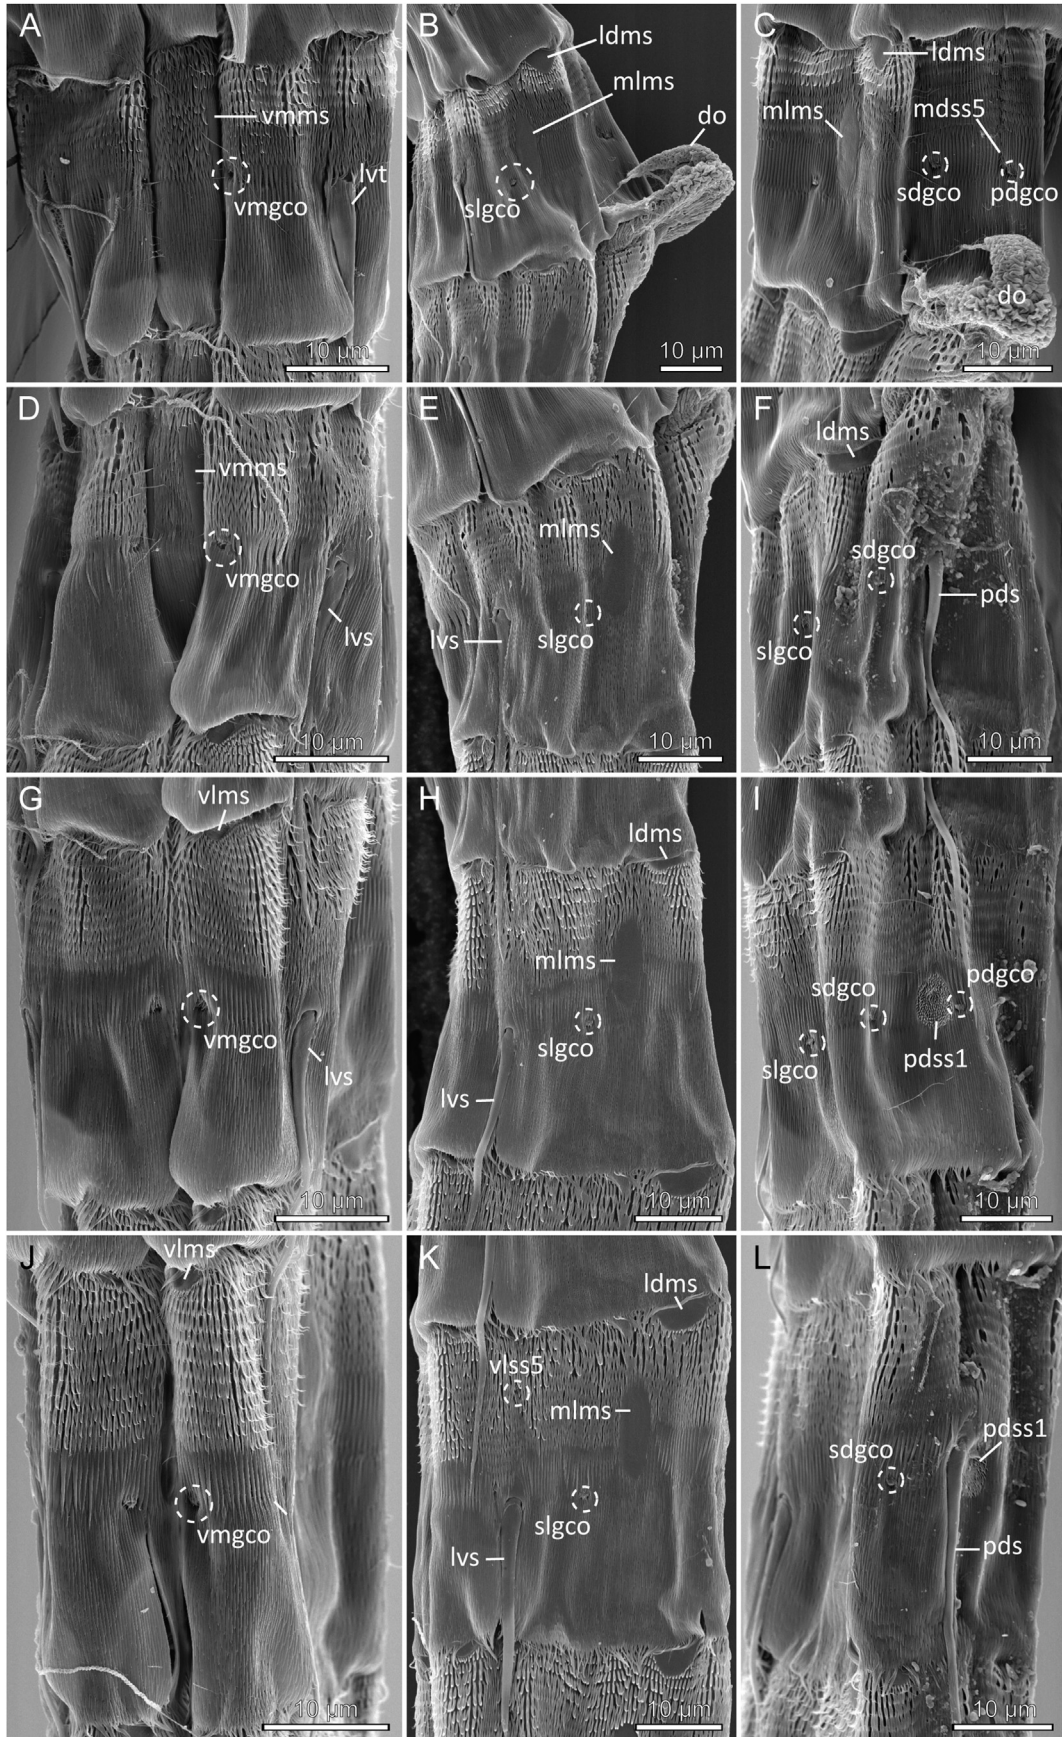 A
vmms
vmgco
lvt
10 µm
B
ldms
mlms
do
slgco
10 µm
C
ldms
mlms
mdss5
sdgco
pdgco
do
10 µm
D
vmms
vmgco
lvs
10 µm
E
mlms
lvs
slgco
10 µm
F
ldms
sdgco
pds
slgco
10 µm
G
vlms
vmgco
lvs
10 µm
H
ldms
mlms
slgco
lvs
10 µm
I
pdgco
sdgco
slgco
pdss1
10 µm
J
vlms
vmgco
10 µm
K
ldms
vlss5
mlms
slgco
lvs
10 µm
L
pdss1
sdgco
pds
10 µm